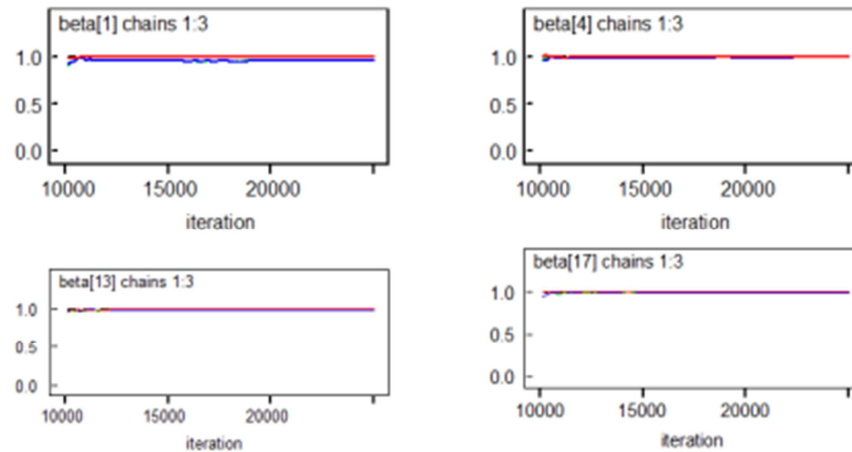 beta[1] chains 1:3
1.0
0.5
0.0
10000 15000 20000
iteration
beta[4] chains 1:3
1.0
0.5
0.0
10000 15000 20000
iteration
beta[13] chains 1:3
1.0
0.5
0.0
10000 15000 20000
iteration
beta[17] chains 1:3
1.0
0.5
0.0
10000 15000 20000
iteration